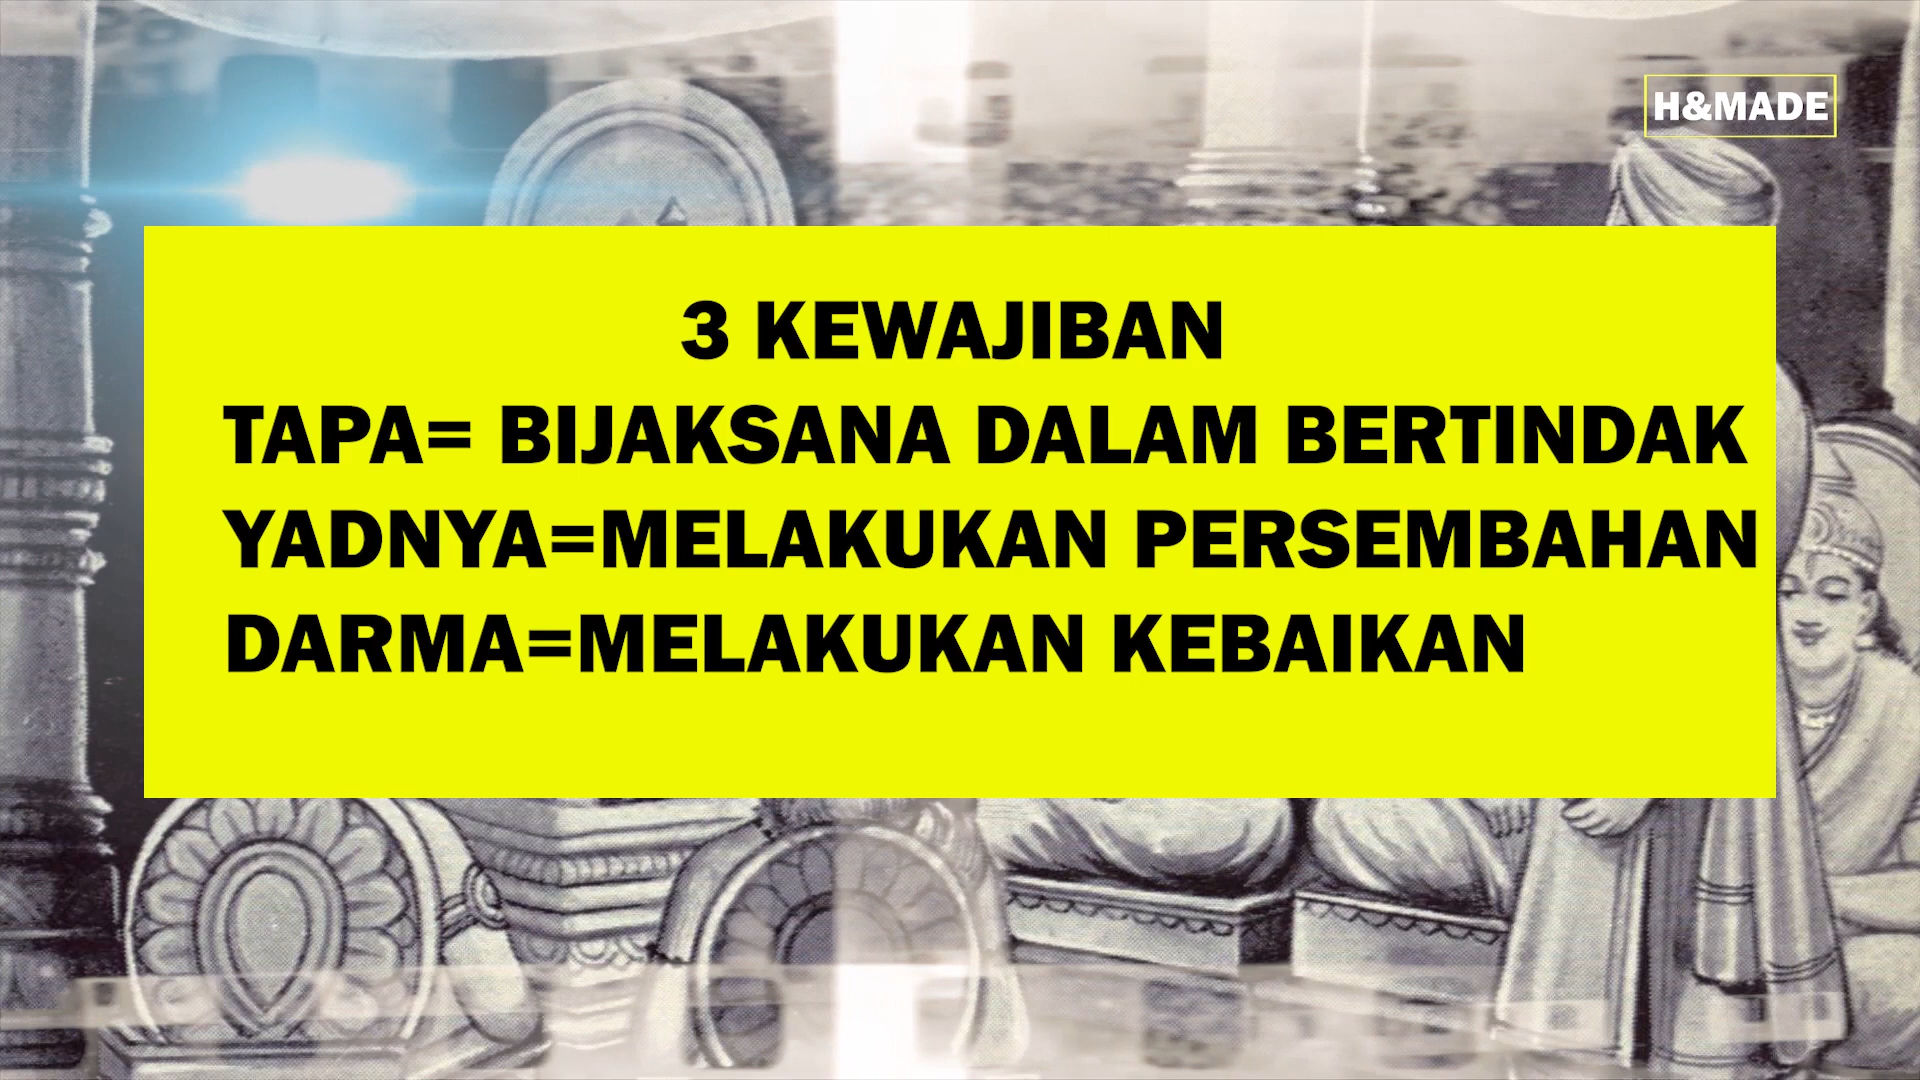 H&MADE
3 KEWAJIBAN
TAPA= BIJAKSANA DALAM BERTINDAK
YADNYA=MELAKUKAN PERSEMBAHAN
DARMA=MELAKUKAN KEBAIKAN